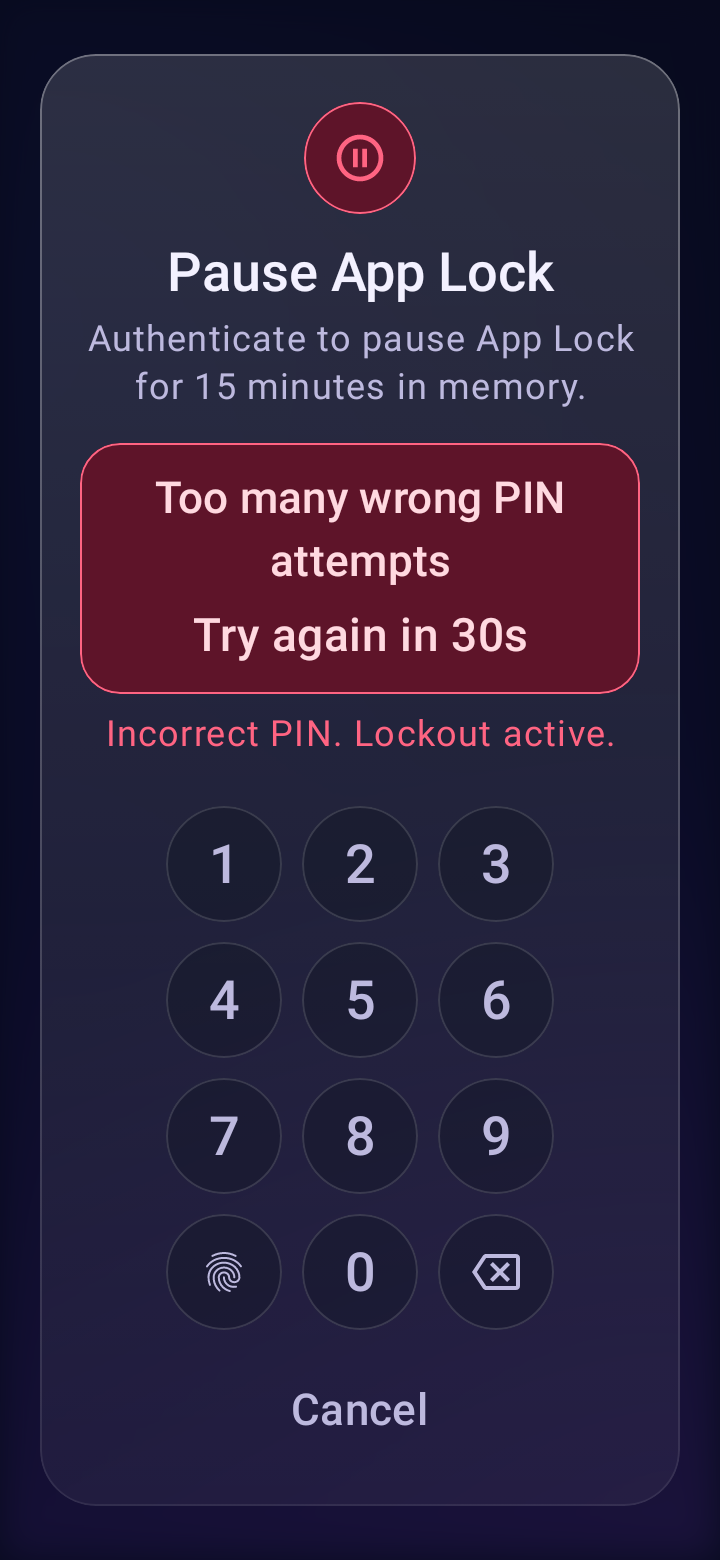 Pause App Lock
Authenticate to pause App Lock
for 15 minutes in memory.
Too many wrong PIN
attempts
Try again in 30s
Incorrect PIN. Lockout active.
1 2 3
4 5 6
7 8 9
0
Cancel